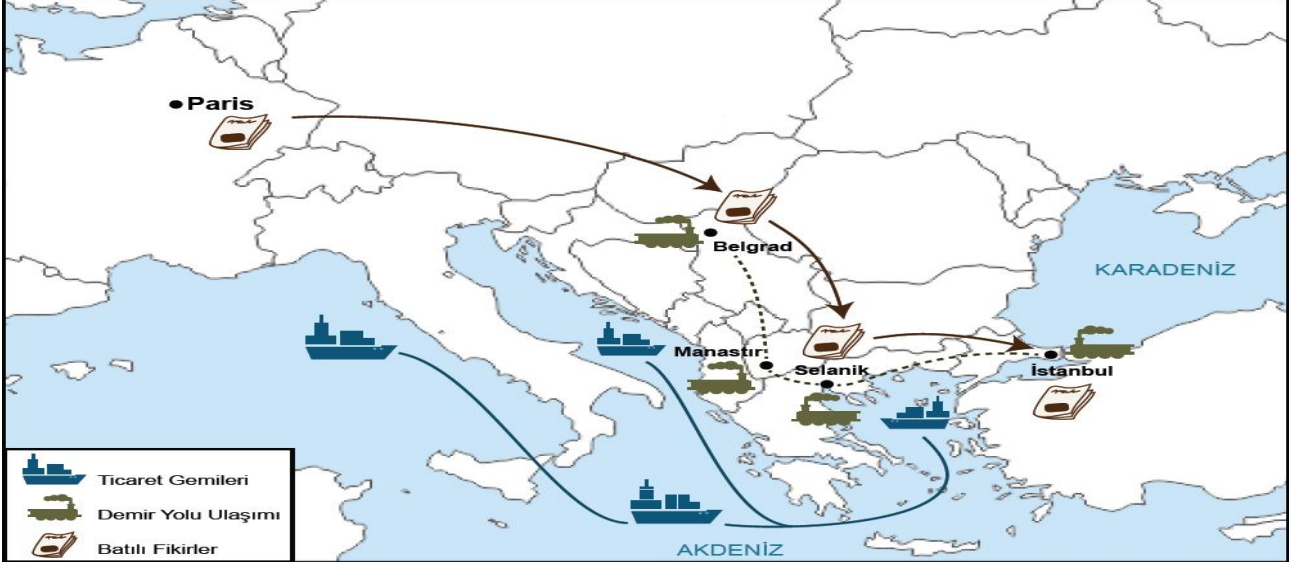 Paris
Belgrad
KARADENİZ
Manastır
Selanik
İstanbul
Ticaret Gemileri
Demir Yolu Ulaşımı
Batılı Fikirler
AKDENİZ